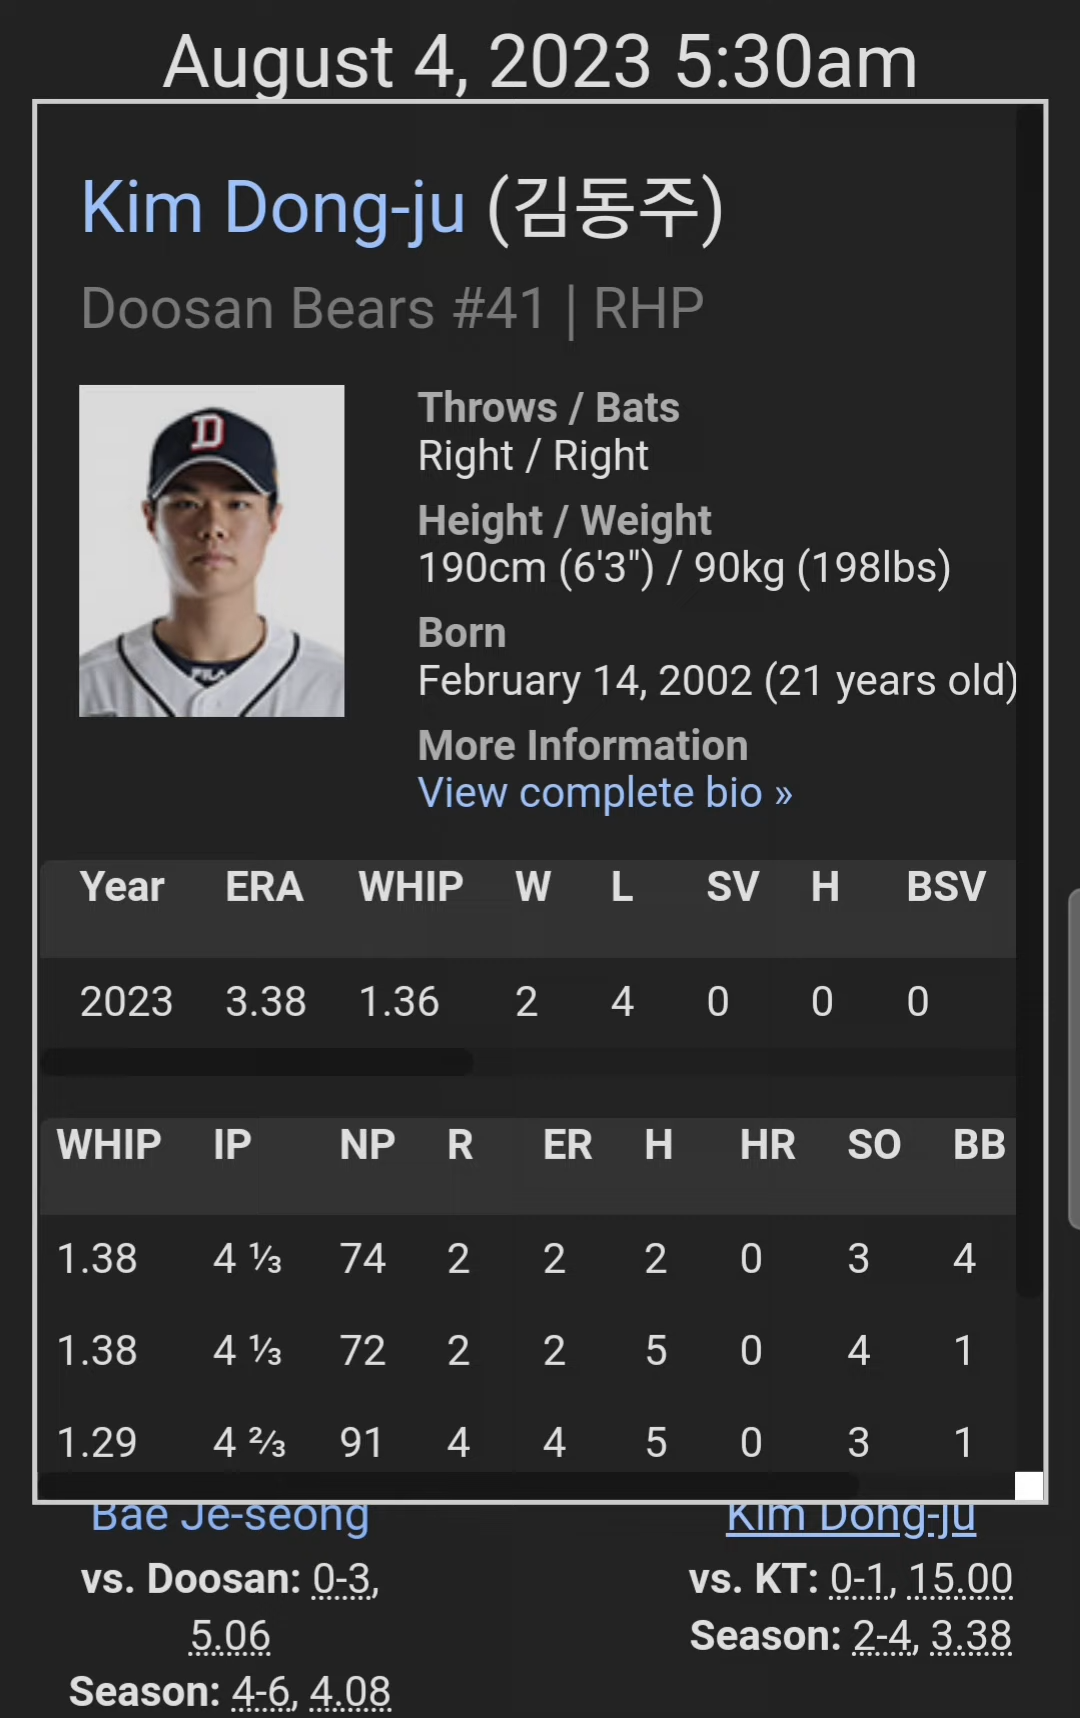 August 4, 2023 5:30am
Kim Dong-ju (김동주)
Doosan Bears #41 | RHP
D
FILA
Throws / Bats
Right / Right
Height / Weight
190cm (6'3") / 90kg (198lbs)
Born
February 14, 2002 (21 years old)
More Information
View complete bio »
Year ERA WHIP W L SV H BSV
2023 3.38 1.36 2 4 0 0 0
WHIP IP NP R ER H HR SO BB
1.38 4 ⅓ 74 2 2 2 0 3 4
1.38 4 ⅓ 72 2 2 5 0 4 1
1.29 4 ⅔ 91 4 4 5 0 3 1
Bae Je-seong
vs. Doosan: 0-3,
5.06
Season: 4-6, 4.08
Kim Dong-ju
vs. KT: 0-1, 15.00
Season: 2-4, 3.38